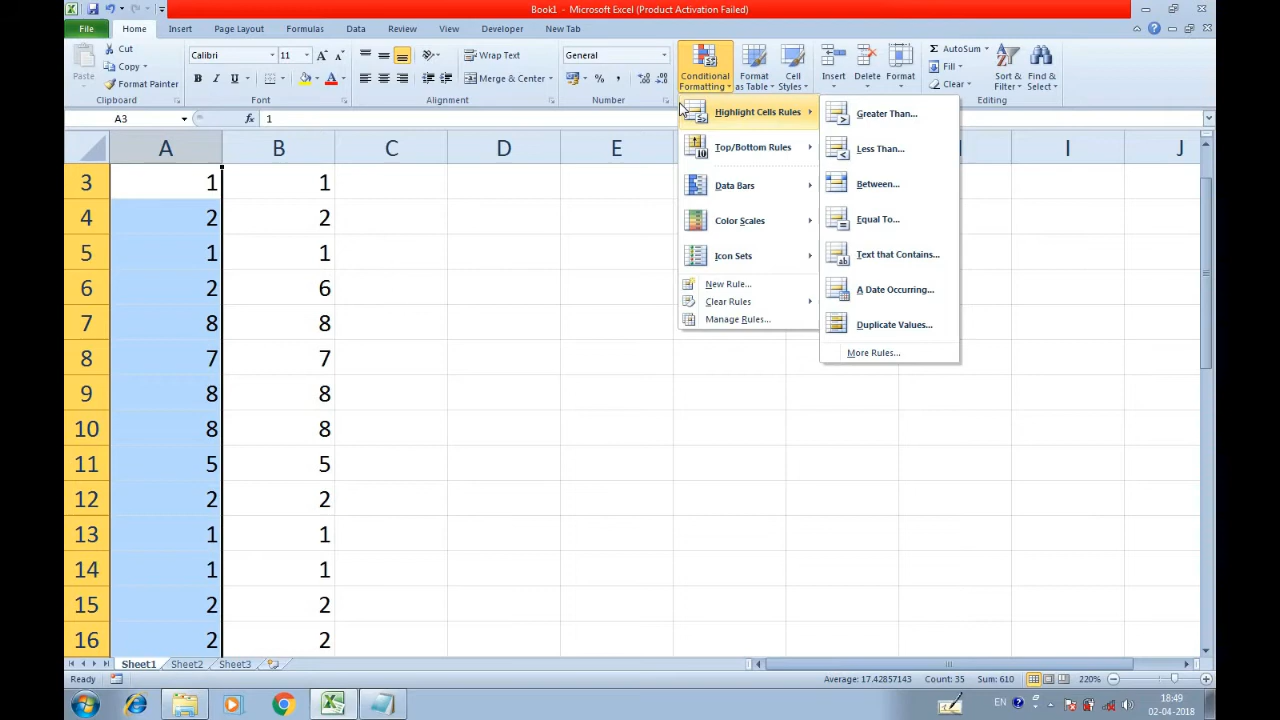 Book1 - Microsoft Excel (Product Activation Failed)
File Home Insert Page Layout Formulas Data Review View Developer New Tab
Paste
Cut
Copy
Format Painter
Clipboard
Calibri 11
B I U A
Font
Wrap Text
Merge & Center
Alignment
General
% ,
Number
Conditional Formatting
Format as Table
Cell Styles
Insert
Delete
Format
AutoSum
Fill
Clear
Sort & Filter
Find & Select
Editing
A3 fx 1
Highlight Cells Rules
Top/Bottom Rules
Data Bars
Color Scales
Icon Sets
New Rule...
Clear Rules
Manage Rules...
Greater Than...
Less Than...
Between...
Equal To...
Text that Contains...
A Date Occurring...
Duplicate Values...
More Rules...
A B C D E I J
3 1 1
4 2 2
5 1 1
6 2 6
7 8 8
8 7 7
9 8 8
10 8 8
11 5 5
12 2 2
13 1 1
14 1 1
15 2 2
16 2 2
Sheet1 Sheet2 Sheet3
Ready Average: 17.42857143 Count: 35 Sum: 610 220%
EN 18:49
02-04-2018